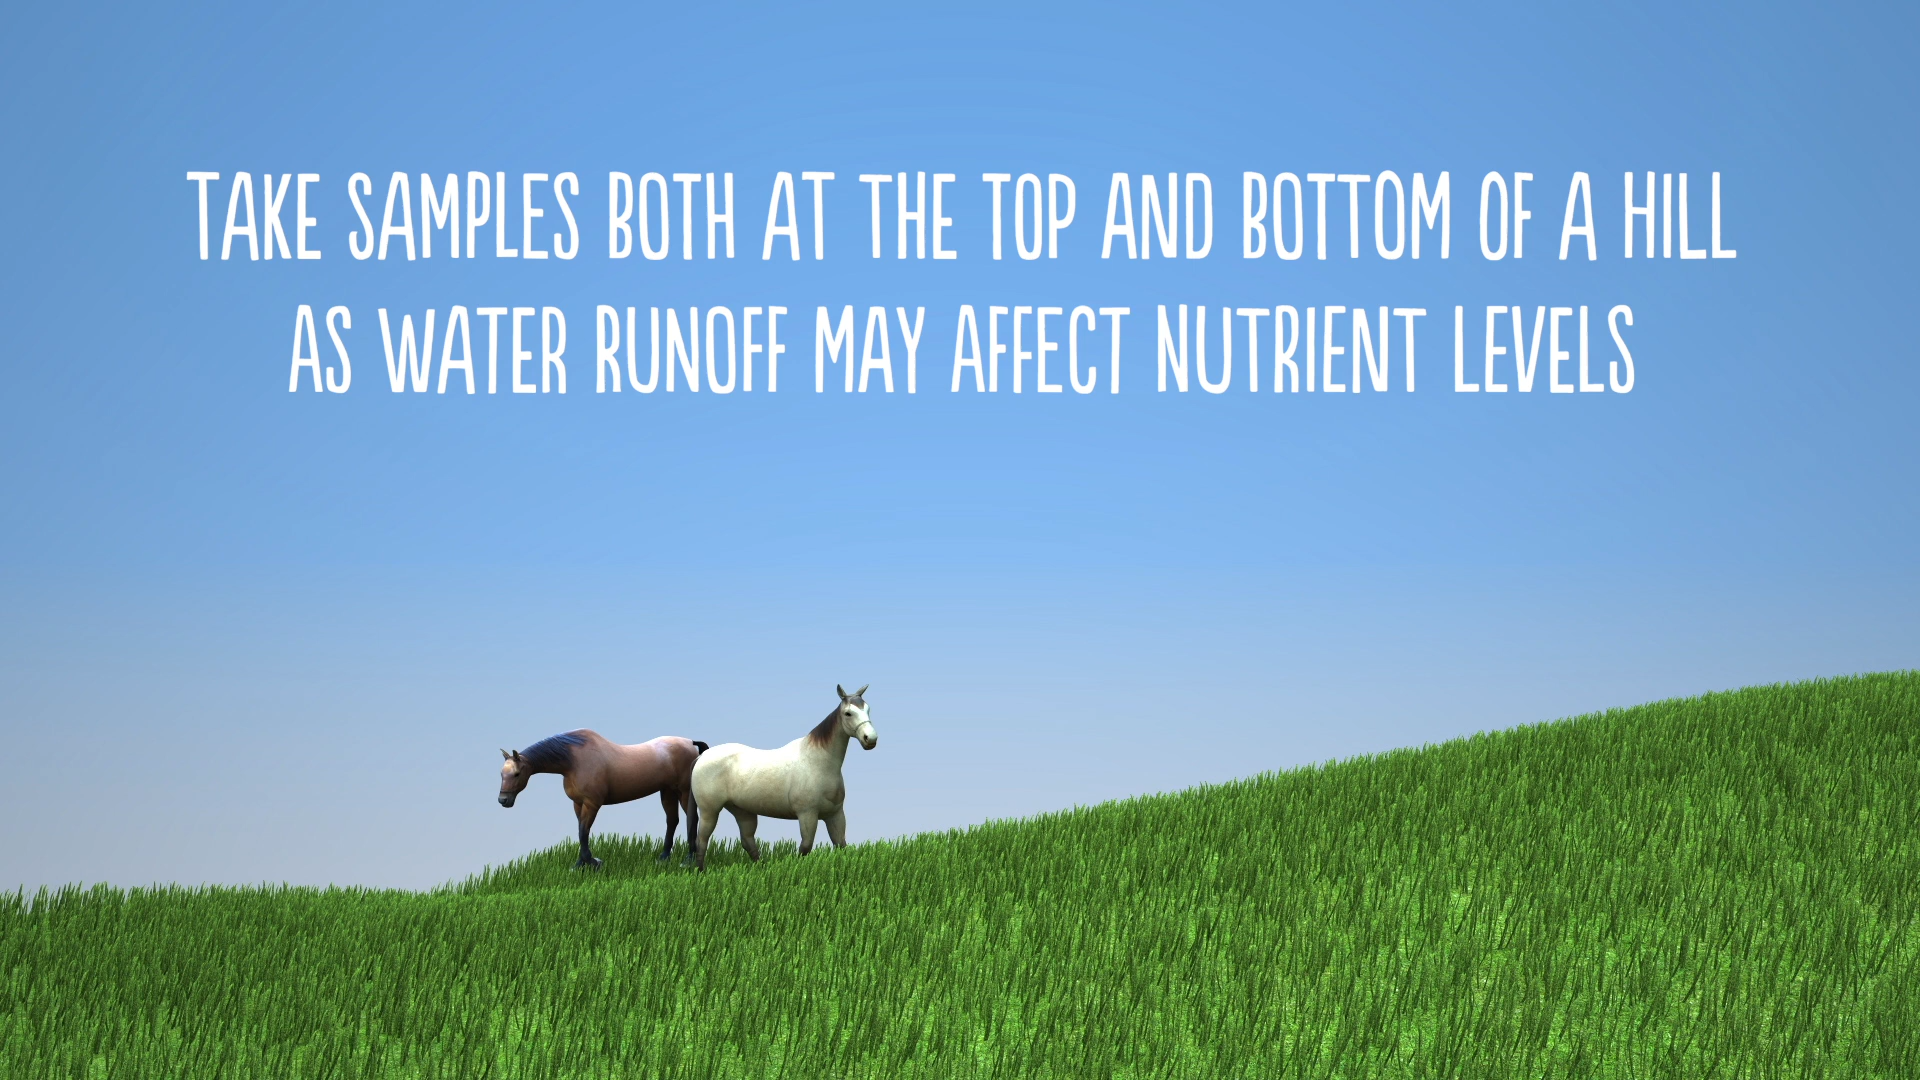 TAKE SAMPLES BOTH AT THE TOP AND BOTTOM OF A HILL
AS WATER RUNOFF MAY AFFECT NUTRIENT LEVELS